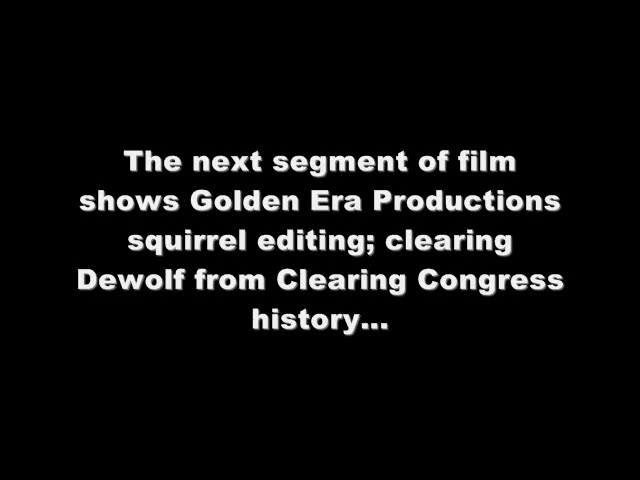 The next segment of film
shows Golden Era Productions
squirrel editing; clearing
Dewolf from Clearing Congress
history...